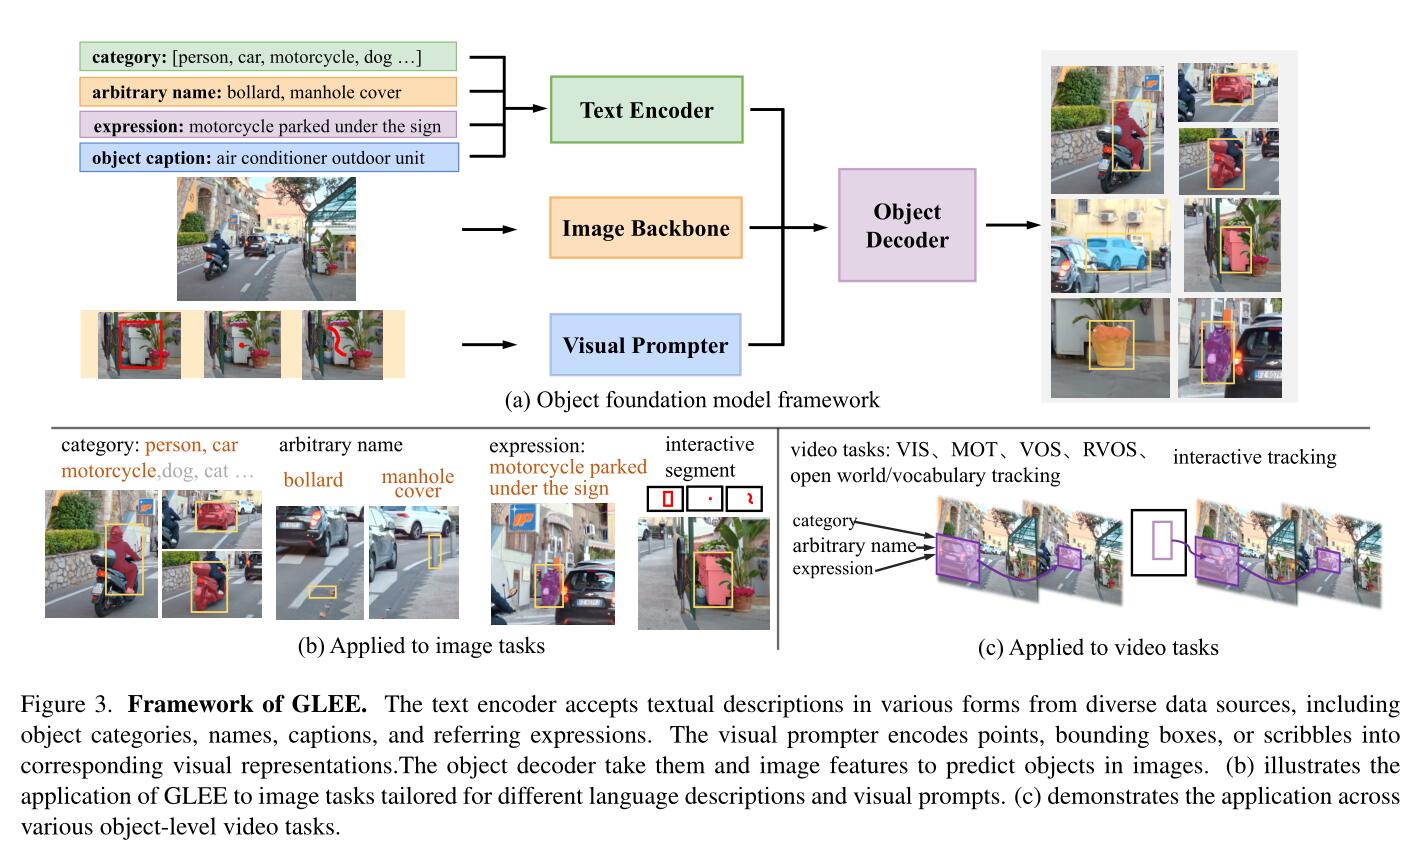 category: [person, car, motorcycle, dog …]
arbitrary name: bollard, manhole cover
expression: motorcycle parked under the sign
object caption: air conditioner outdoor unit
Text Encoder
Image Backbone
Visual Prompter
Object
Decoder
(a) Object foundation model framework
category: person, car
motorcycle,dog, cat …
arbitrary name
bollard
manhole
cover
expression:
motorcycle parked
under the sign
interactive
segment
(b) Applied to image tasks
video tasks: VIS、MOT、VOS、RVOS、
open world/vocabulary tracking
interactive tracking
category
arbitrary name
expression
(c) Applied to video tasks
Figure 3. Framework of GLEE. The text encoder accepts textual descriptions in various forms from diverse data sources, including
object categories, names, captions, and referring expressions. The visual prompter encodes points, bounding boxes, or scribbles into
corresponding visual representations.The object decoder take them and image features to predict objects in images. (b) illustrates the
application of GLEE to image tasks tailored for different language descriptions and visual prompts. (c) demonstrates the application across
various object-level video tasks.